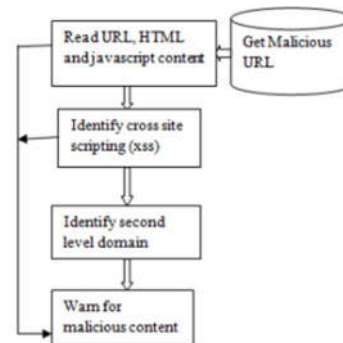 Read URL, HTML
and javascript content
Get Malicious
URL
Identify cross site
scripting (xss)
Identify second
level domain
Warn for
malicious content